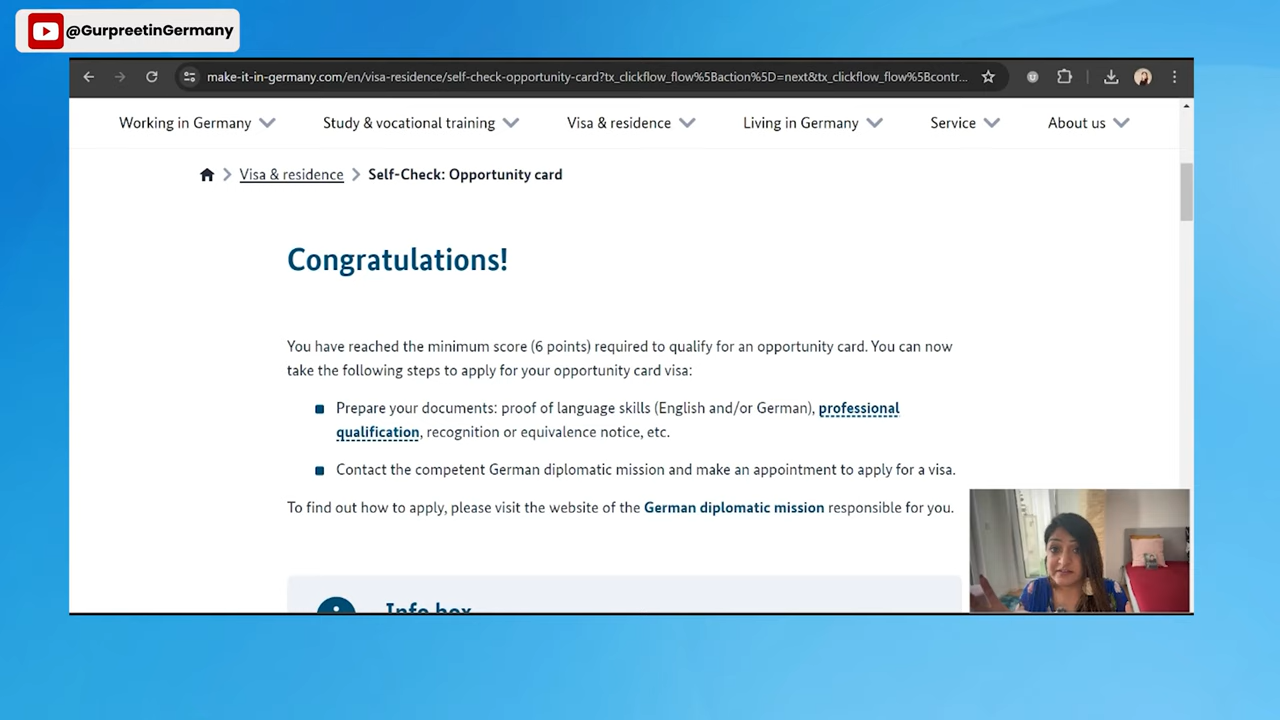 @GurpreetinGermany
make-it-in-germany.com/en/visa-residence/self-check-opportunity-card?tx_clickflow_flow%5Baction%5D=next&tx_clickflow_flow%5Bcontr...
Working in Germany Study & vocational training Visa & residence Living in Germany Service About us
Visa & residence Self-Check: Opportunity card
Congratulations!
You have reached the minimum score (6 points) required to qualify for an opportunity card. You can now
take the following steps to apply for your opportunity card visa:
Prepare your documents: proof of language skills (English and/or German), professional
qualification, recognition or equivalence notice, etc.
Contact the competent German diplomatic mission and make an appointment to apply for a visa.
To find out how to apply, please visit the website of the German diplomatic mission responsible for you.
Info box